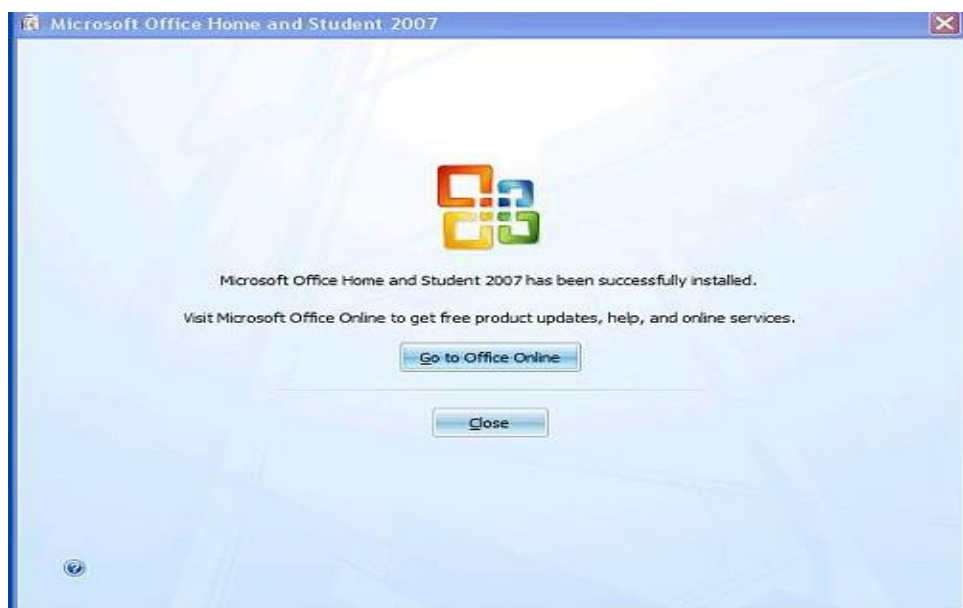 Microsoft Office Home and Student 2007
Microsoft Office Home and Student 2007 has been successfully installed.
Visit Microsoft Office Online to get free product updates, help, and online services.
Go to Office Online
Close